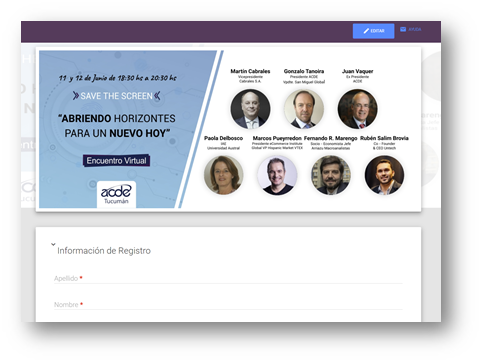 EDITAR
AYUDA
11 y 12 de Junio de 18:30 hs a 20:30 hs
SAVE THE SCREEN
“ABRIENDO HORIZONTES
PARA UN NUEVO HOY”
Encuentro Virtual
acde
Tucumán
Martín Cabrales
Vicepresidente
Cabrales S.A.
Gonzalo Tanoira
Presidente ACDE
Vpdte. San Miguel Global
Juan Vaquer
Ex Presidente
ACDE
Paola Delbosco
IAE
Universidad Austral
Marcos Pueyrredon
Presidente eCommerce Institute
Global VP Hispanic Market VTEX
Fernando R. Marengo
Socio - Economista Jefe
Arriazu Macroanalistas
Rubén Salim Brovia
Co - Founder
& CEO
Información de Registro
Apellido *
Nombre *